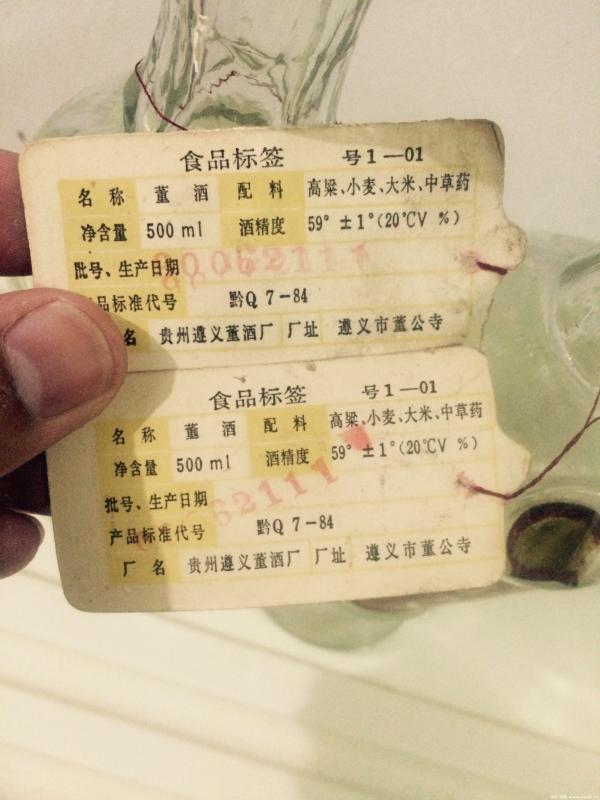 食品标签 号1—01
名称 董酒 配料 高粱、小麦、大米、中草药
净含量 500 ml 酒精度 59° ±1°(20℃V %)
批号、生产日期
品标准代号 黔Q 7-84
名 贵州遵义董酒厂 厂址 遵义市董公寺
食品标签 号1—01
名称 董酒 配料 高粱、小麦、大米、中草药
净含量 500 ml 酒精度 59° ±1°(20℃V %)
批号、生产日期
62111
产品标准代号 黔Q 7-84
厂名 贵州遵义董酒厂 厂址 遵义市董公寺